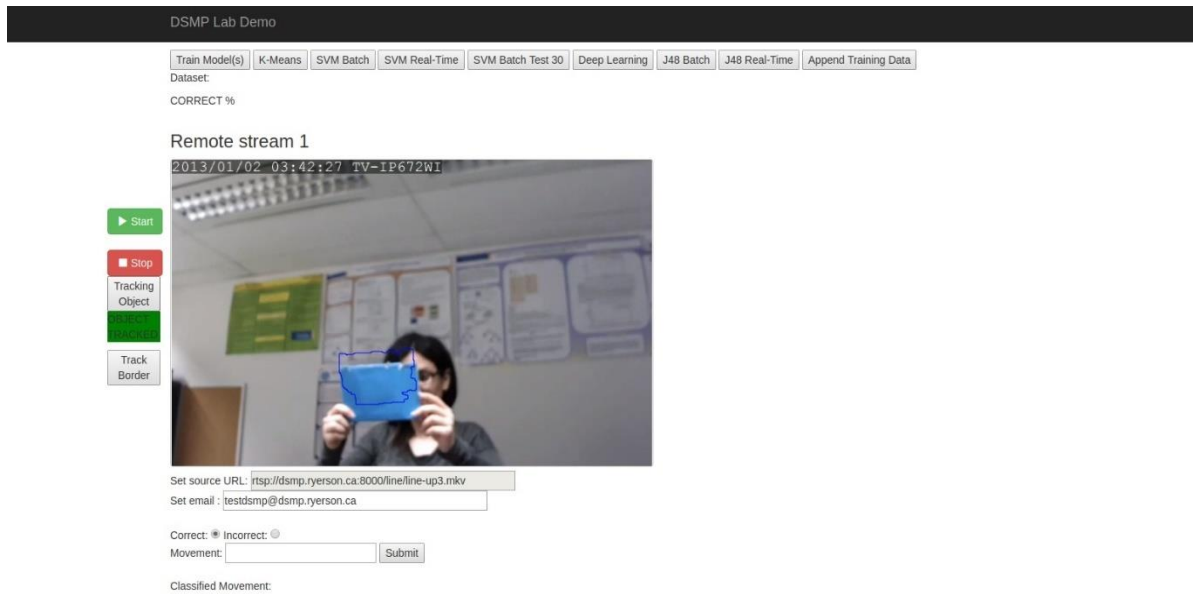 DSMP Lab Demo
Train Model(s) K-Means SVM Batch SVM Real-Time SVM Batch Test 30 Deep Learning J48 Batch J48 Real-Time Append Training Data
Dataset:
CORRECT %
Remote stream 1
2013/01/02 03:42:27 TV-IP672WI
Start
Stop
Tracking
Object
OBJECT
TRACKED
Track
Border
Set source URL: rtsp://dsmp.ryerson.ca:8000/line/line-up3.mkv
Set email : testdsmp@dsmp.ryerson.ca
Correct: Incorrect:
Movement: Submit
Classified Movement: